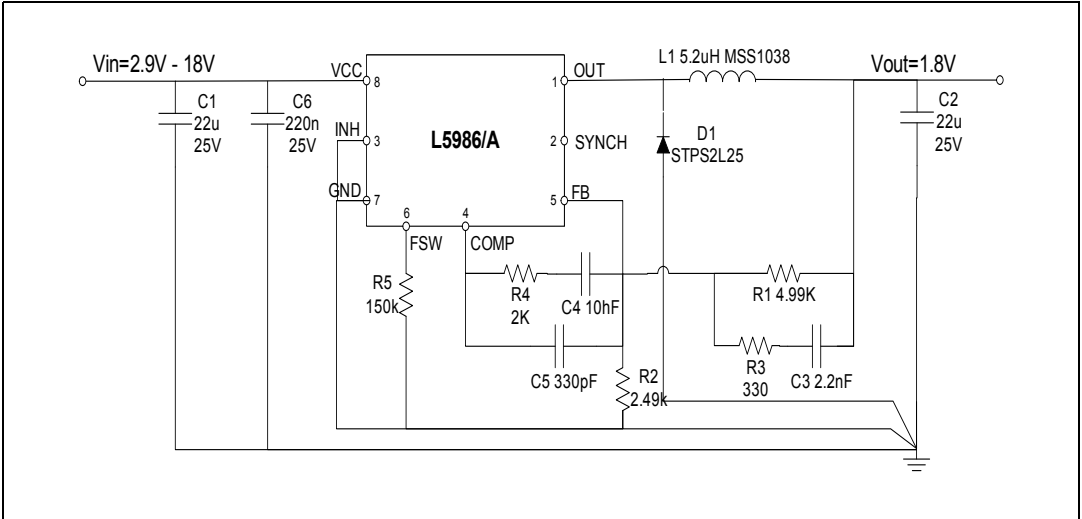 Vin=2.9V - 18V
VCC
8
C1
22u
25V
C6
220n
25V
INH
3
GND
7
L5986/A
1
OUT
2
SYNCH
5
FB
6
FSW
4
COMP
L1 5.2uH MSS1038
Vout=1.8V
C2
22u
25V
D1
STPS2L25
R5
150k
R4
2K
C4 10hF
C5 330pF
R2
2.49k
R1 4.99K
R3
330
C3 2.2nF